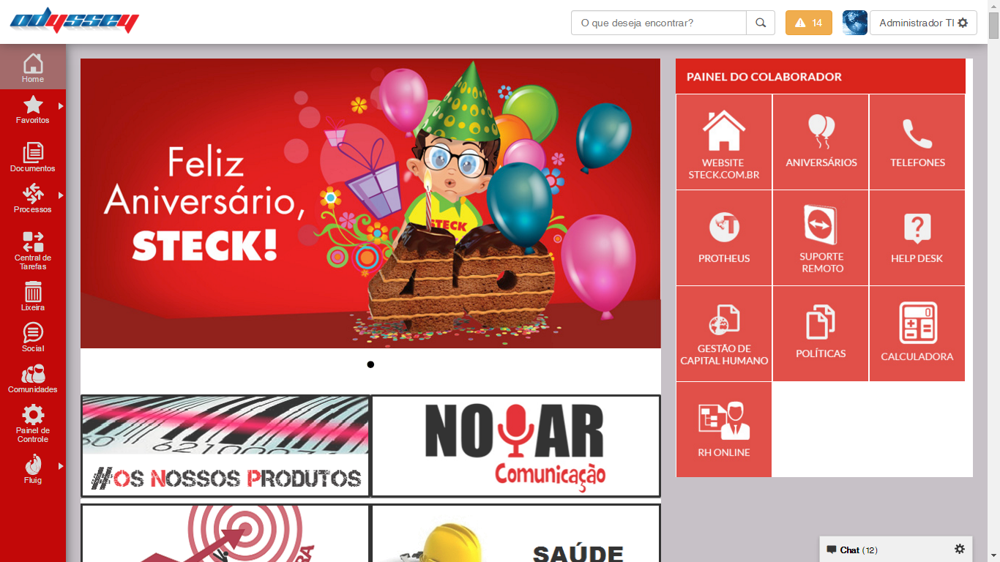 odyssey
O que deseja encontrar?
14
Administrador TI
Home
Favoritos
Documentos
Processos
Central de
Tarefas
Lixeira
Social
Comunidades
Painel de
Controle
Fluig
Feliz
Aniversário,
STECK!
STECK
#OS NOSSOS PRODUTOS
NO AR
Comunicação
SAÚDE
PAINEL DO COLABORADOR
WEBSITE
STECK.COM.BR
ANIVERSÁRIOS
TELEFONES
PROTHEUS
SUPORTE
REMOTO
HELP DESK
GESTÃO DE
CAPITAL HUMANO
POLÍTICAS
CALCULADORA
RH ONLINE
Chat (12)